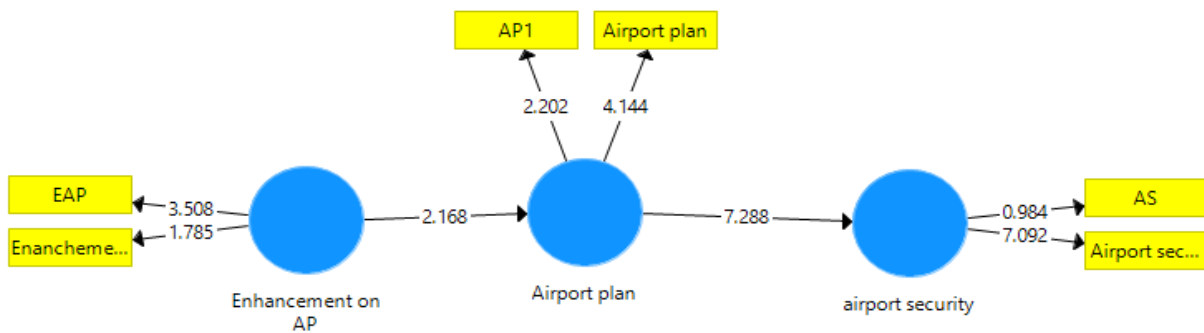 AP1
Airport plan
2.202
4.144
EAP
3.508
Enancheme...
1.785
2.168
7.288
0.984
AS
7.092
Airport sec...
Enhancement on
AP
Airport plan
airport security